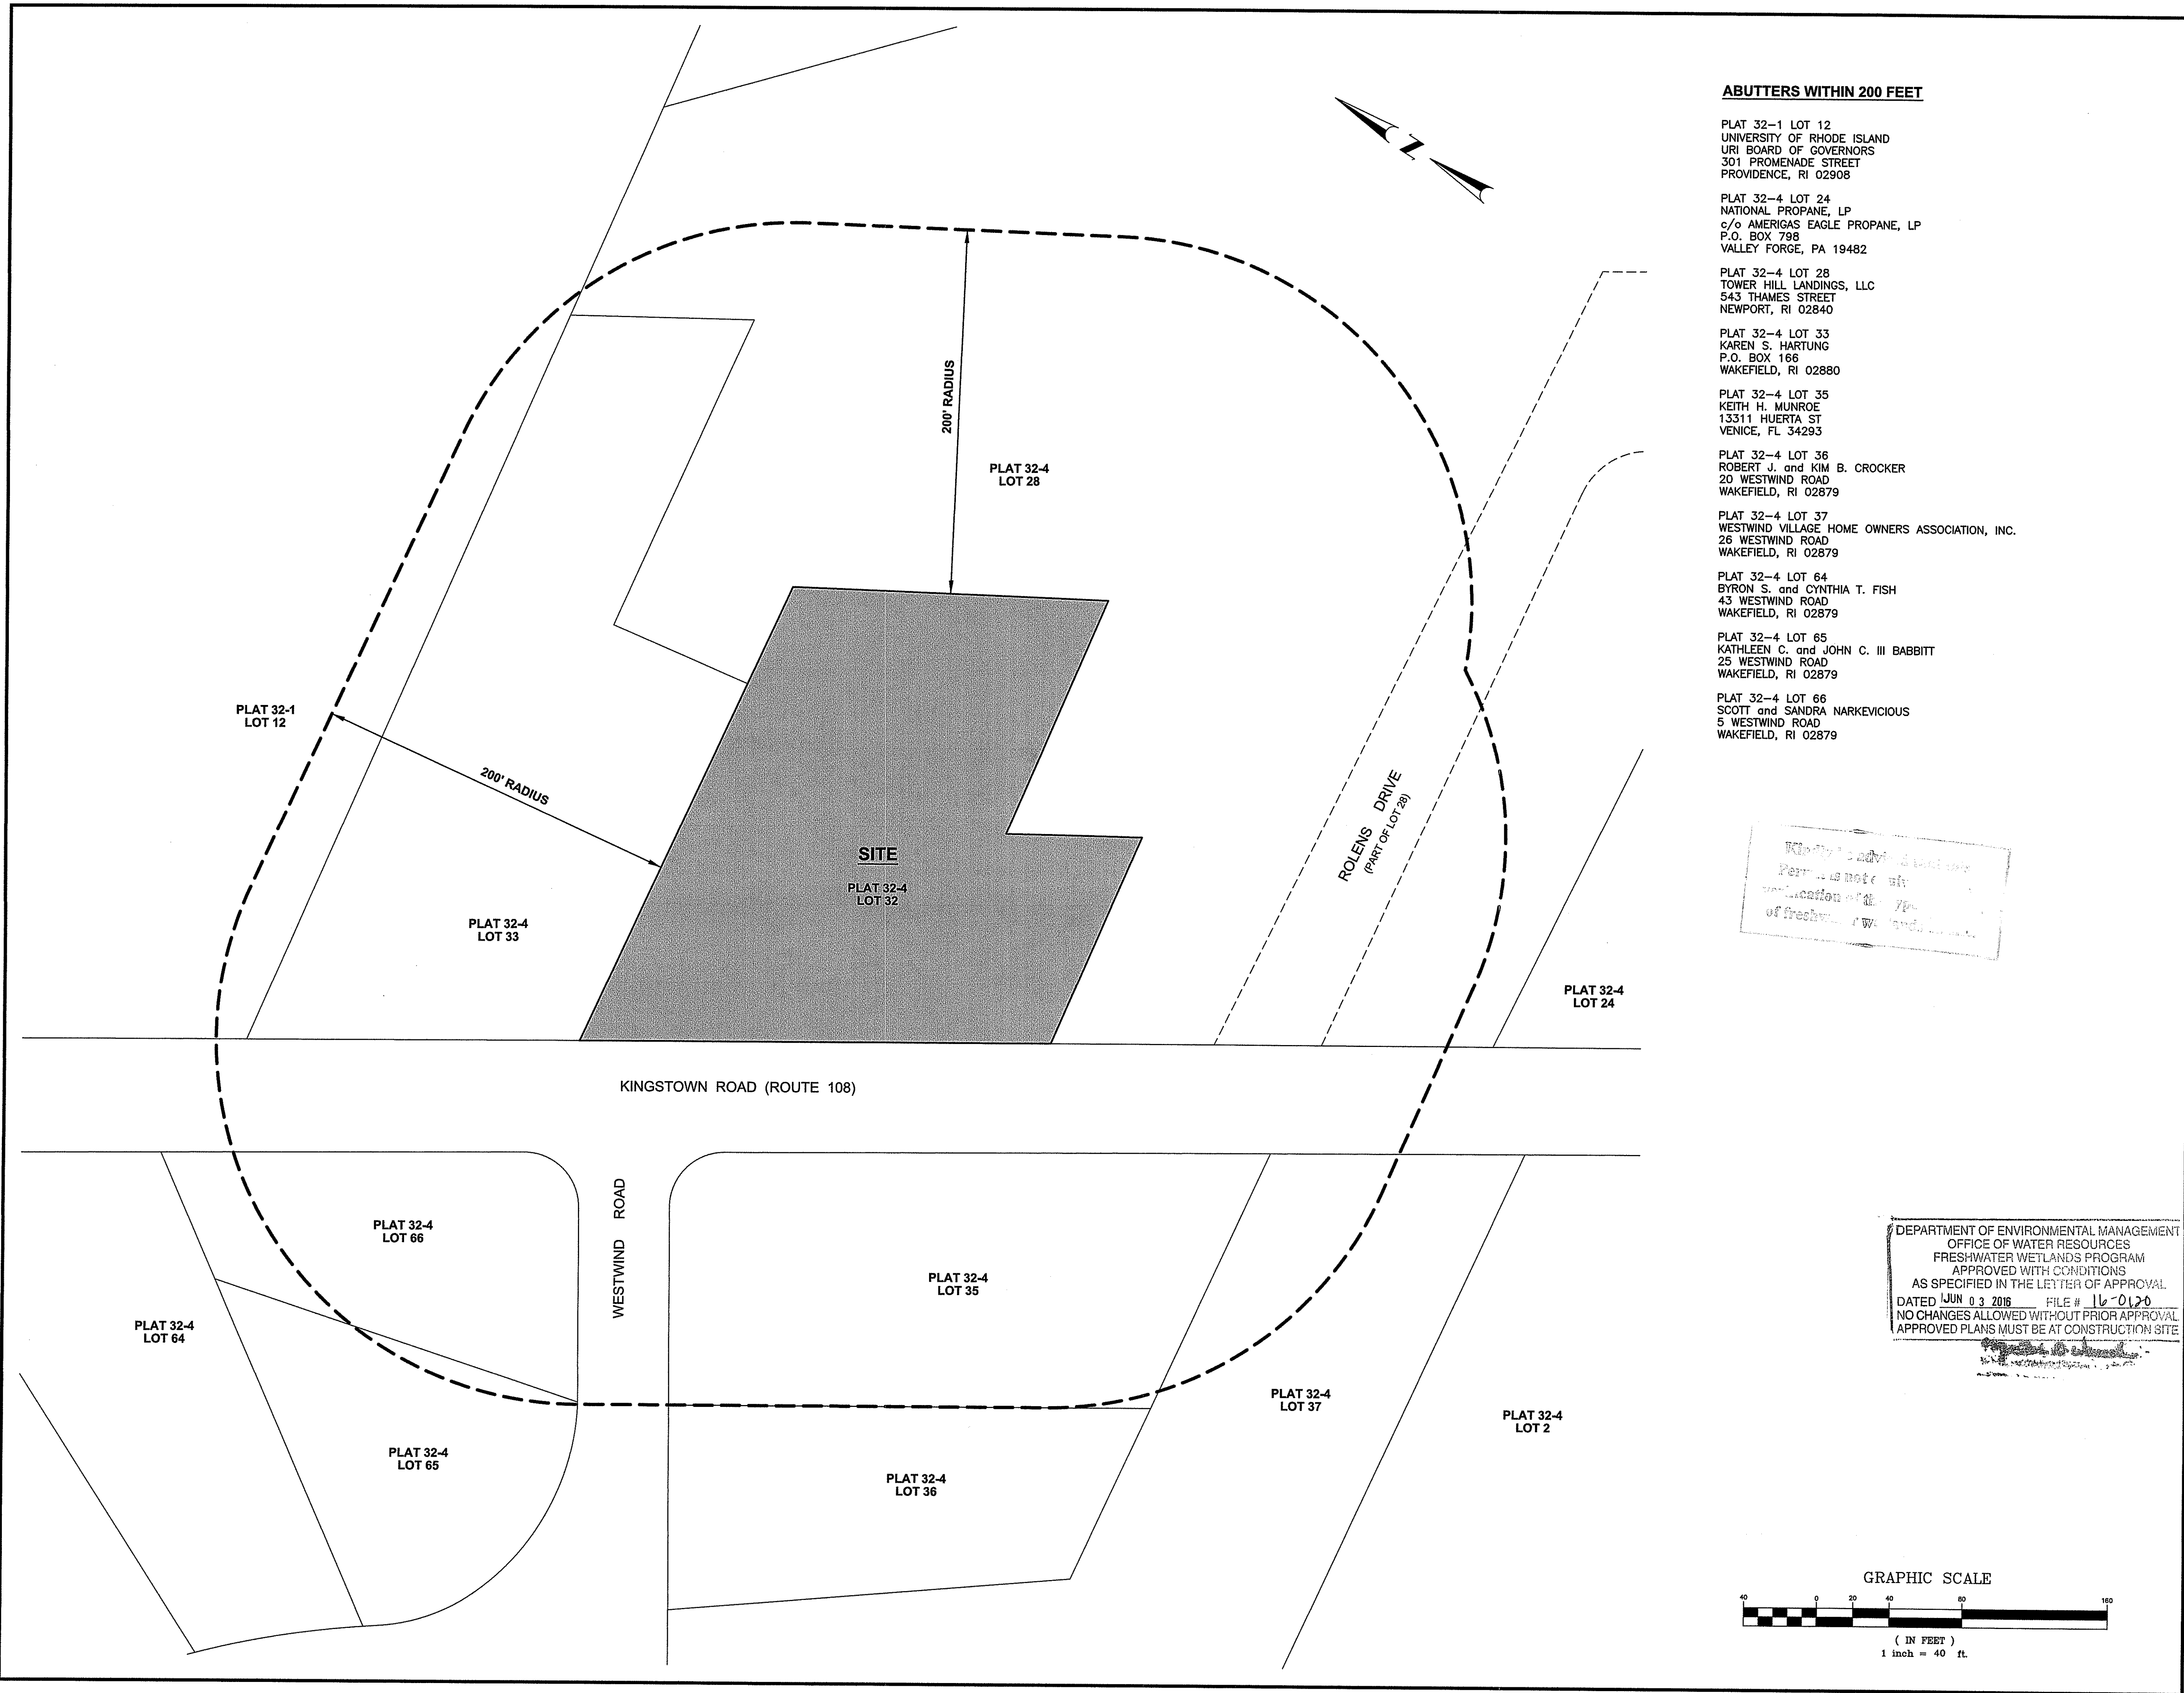 ABUTTERS WITHIN 200 FEET
PLAT 32-1 LOT 12
UNIVERSITY OF RHODE ISLAND
URI BOARD OF GOVERNORS
301 PROMENADE STREET
PROVIDENCE, RI 02908
PLAT 32-4 LOT 24
NATIONAL PROPANE, LP
c/o AMERIGAS EAGLE PROPANE, LP
P.O. BOX 798
VALLEY FORGE, PA 19482
PLAT 32-4 LOT 28
TOWER HILL LANDINGS, LLC
543 THAMES STREET
NEWPORT, RI 02840
PLAT 32-4 LOT 33
KAREN S. HARTUNG
P.O. BOX 166
WAKEFIELD, RI 02880
PLAT 32-4 LOT 35
KEITH H. MUNROE
13311 HUERTA ST
VENICE, FL 34293
PLAT 32-4 LOT 36
ROBERT J. and KIM B. CROCKER
20 WESTWIND ROAD
WAKEFIELD, RI 02879
PLAT 32-4 LOT 37
WESTWIND VILLAGE HOME OWNERS ASSOCIATION, INC.
26 WESTWIND ROAD
WAKEFIELD, RI 02879
PLAT 32-4 LOT 64
BYRON S. and CYNTHIA T. FISH
43 WESTWIND ROAD
WAKEFIELD, RI 02879
PLAT 32-4 LOT 65
KATHLEEN C. and JOHN C. III BABBITT
25 WESTWIND ROAD
WAKEFIELD, RI 02879
PLAT 32-4 LOT 66
SCOTT and SANDRA NARKEVICIOUS
5 WESTWIND ROAD
WAKEFIELD, RI 02879
N
200' RADIUS
PLAT 32-4
LOT 28
PLAT 32-1
LOT 12
200' RADIUS
ROLENS DRIVE
(PART OF LOT 28)
SITE
PLAT 32-4
LOT 32
PLAT 32-4
LOT 33
PLAT 32-4
LOT 24
Kindly
is not
of the
of
KINGSTOWN ROAD (ROUTE 108)
WESTWIND ROAD
PLAT 32-4
LOT 66
PLAT 32-4
LOT 35
PLAT 32-4
LOT 64
PLAT 32-4
LOT 37
PLAT 32-4
LOT 2
PLAT 32-4
LOT 65
PLAT 32-4
LOT 36
DEPARTMENT OF ENVIRONMENTAL MANAGEMENT
OFFICE OF WATER RESOURCES
FRESHWATER WETLANDS PROGRAM
APPROVED WITH CONDITIONS
AS SPECIFIED IN THE LETTER OF APPROVAL
DATED JUN 03 2016 FILE # 16-0120
NO CHANGES ALLOWED WITHOUT PRIOR APPROVAL.
APPROVED PLANS MUST BE AT CONSTRUCTION SITE
GRAPHIC SCALE
40 0 20 40 80 160
( IN FEET )
1 inch = 40 ft.